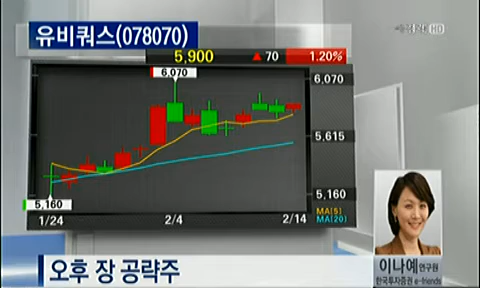 유비쿼스(078070)
HD
5,900 ▲ 70 1.20%
6,070
6,070
5,615
5,160
5,160
1/24 2/4 2/14
MA(5)
MA(20)
이나예 연구원
한국투자증권 e-friends
오후 장 공략주